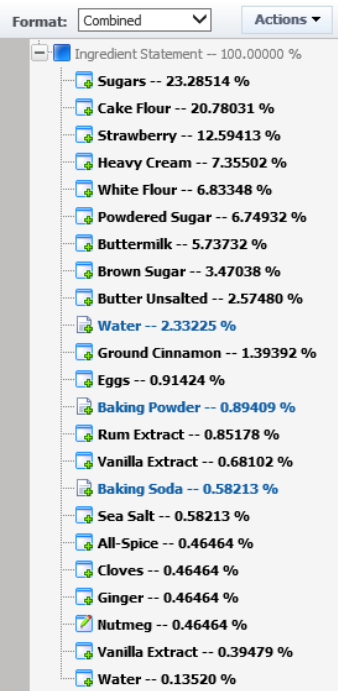 Format: Combined Actions
Ingredient Statement -- 100.00000 %
Sugars -- 23.28514 %
Cake Flour -- 20.78031 %
Strawberry -- 12.59413 %
Heavy Cream -- 7.35502 %
White Flour -- 6.83348 %
Powdered Sugar -- 6.74932 %
Buttermilk -- 5.73732 %
Brown Sugar -- 3.47038 %
Butter Unsalted -- 2.57480 %
Water -- 2.33225 %
Ground Cinnamon -- 1.39392 %
Eggs -- 0.91424 %
Baking Powder -- 0.89409 %
Rum Extract -- 0.85178 %
Vanilla Extract -- 0.68102 %
Baking Soda -- 0.58213 %
Sea Salt -- 0.58213 %
All-Spice -- 0.46464 %
Cloves -- 0.46464 %
Ginger -- 0.46464 %
Nutmeg -- 0.46464 %
Vanilla Extract -- 0.39479 %
Water -- 0.13520 %